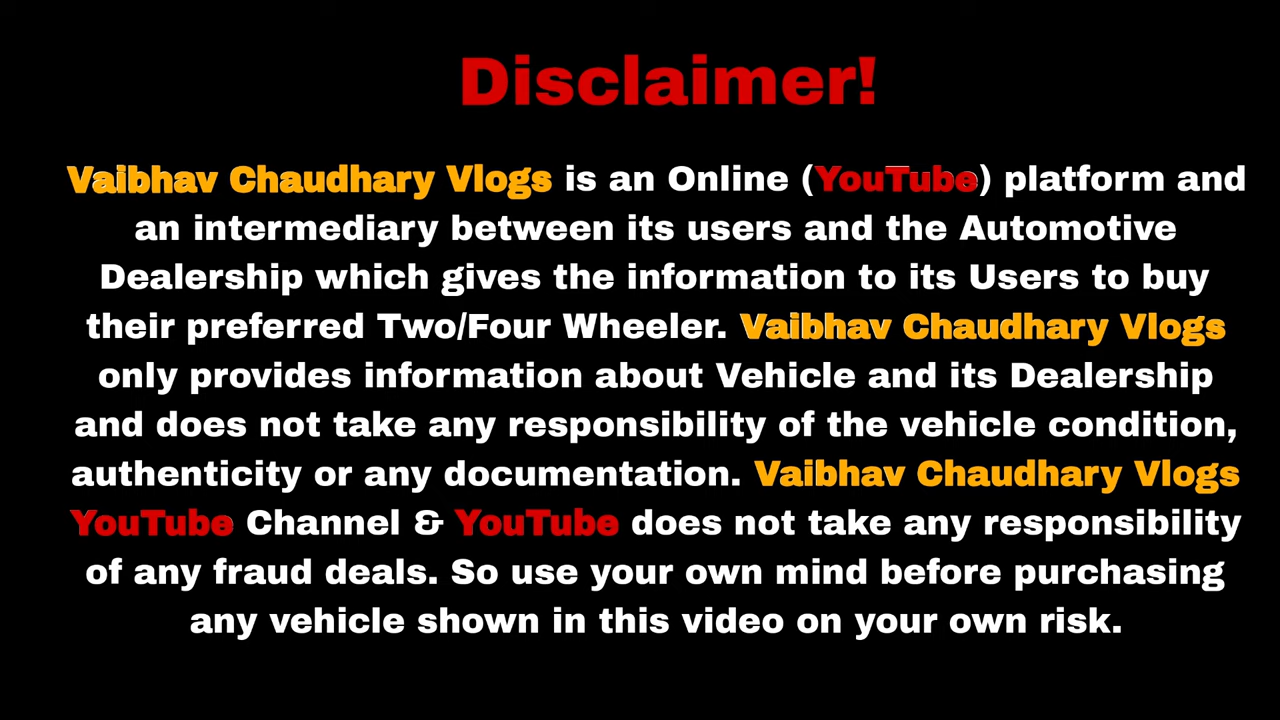 Disclaimer!
Vaibhav Chaudhary Vlogs is an Online (YouTube) platform and
an intermediary between its users and the Automotive
Dealership which gives the information to its Users to buy
their preferred Two/Four Wheeler. Vaibhav Chaudhary Vlogs
only provides information about Vehicle and its Dealership
and does not take any responsibility of the vehicle condition,
authenticity or any documentation. Vaibhav Chaudhary Vlogs
YouTube Channel & YouTube does not take any responsibility
of any fraud deals. So use your own mind before purchasing
any vehicle shown in this video on your own risk.